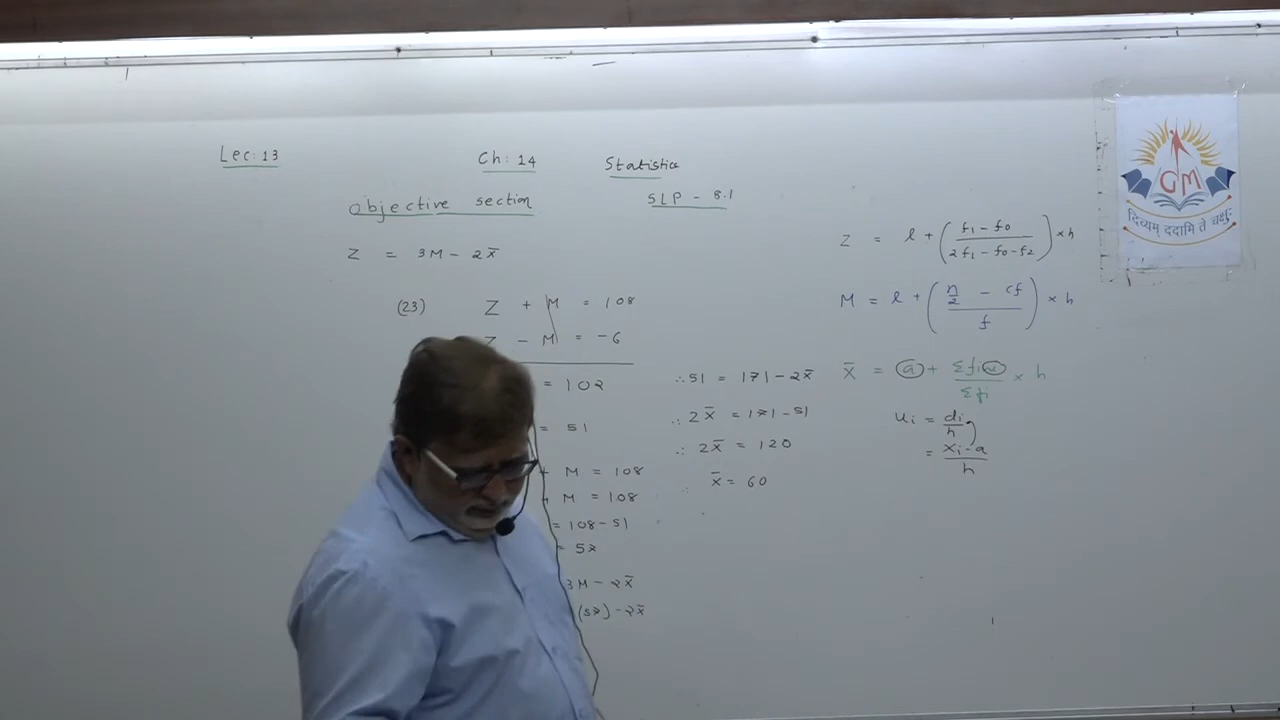 Lec: 13
Ch: 14
Statistics
objective section
SLP - 8.1
Z = 3M - 2x̄
(23) Z + M = 108
Z - M = -6
= 102
= 51
+ M = 108
+ M = 108
= 108 - 51
= 57
3M - 2x̄
(57) - 2x̄
∴ 51 = 171 - 2x̄
∴ 2x̄ = 171 - 51
∴ 2x̄ = 120
∴ x̄ = 60
Z = l + ( (f1 - f0) / (2f1 - f0 - f2) ) × h
M = l + ( (n/2 - cf) / f ) × h
x̄ = a + (Σfiui / Σfi) × h
ui = di / h
= (xi - a) / h
GM
दिव्यम् ददामि ते चक्षुः